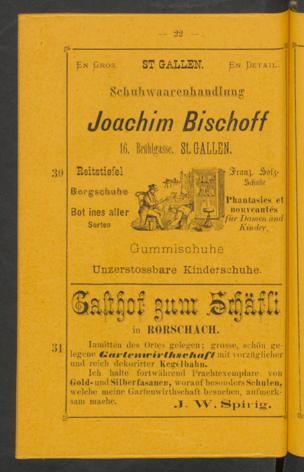 — 22 —
En Gros. ST GALLEN. En Detail.
Schuhwaarenhandlung
Joachim Bischoff
16. Brühlgasse. St. GALLEN.
30 Reitstiefel
Bergschuhe
Bot ines aller
Sorten
Franz. Holz-
Schuhe
Phantasies et
nouveautés
für Damen und
Kinder.
Gummischuhe
Unzerstossbare Kinderschuhe.
Gasthof zum Schäfli
in RORSCHACH.
31 Inmitten des Ortes gelegen; grosse, schön ge-
legene Gartenwirthschaft mit vorzüglicher
und reich dekorirter Kegelbahn.
Ich halte fortwährend Prachtexemplare von
Gold- und Silberfasanen, worauf besonders Schulen,
welche meine Gartenwirthschaft besuchen, aufmerk-
sam mache.
J. W. Spirig.